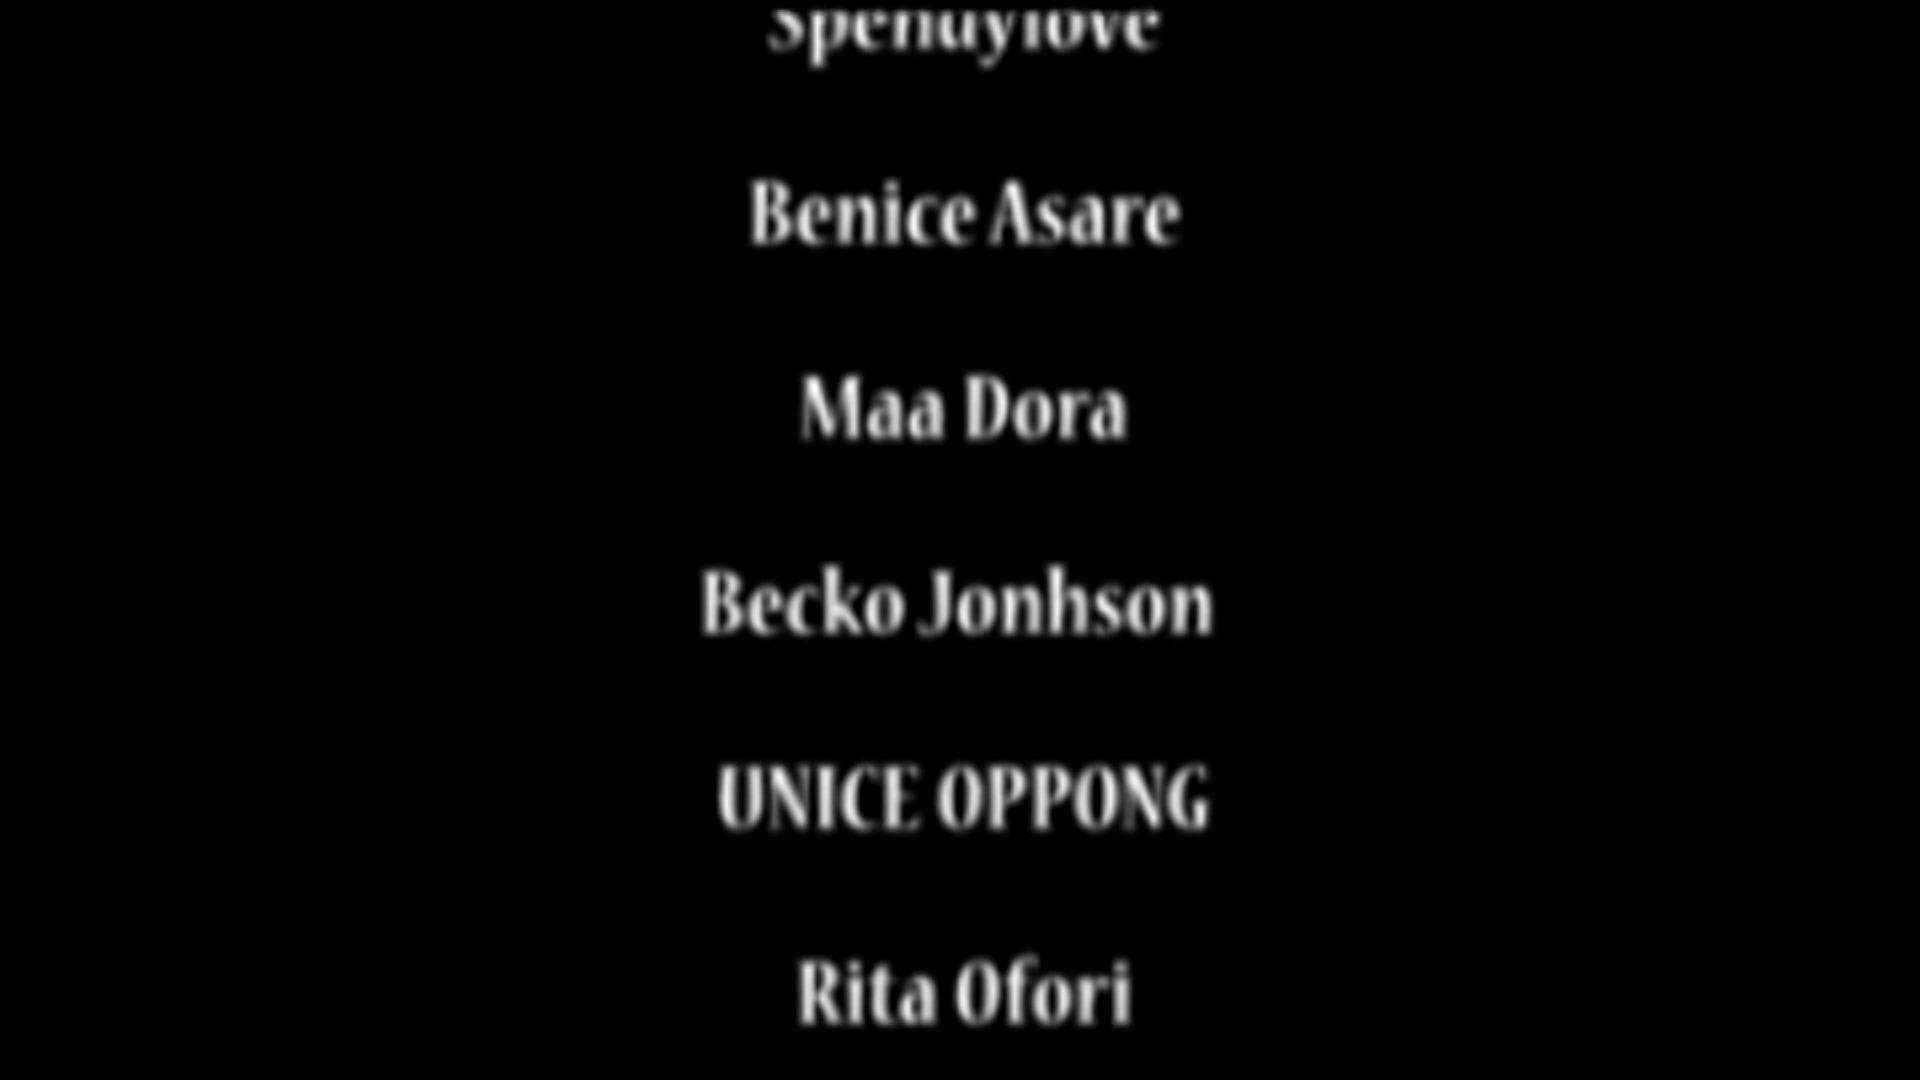 Benice Asare
Maa Dora
Becko Jonhson
UNICE OPPONG
Rita Ofori